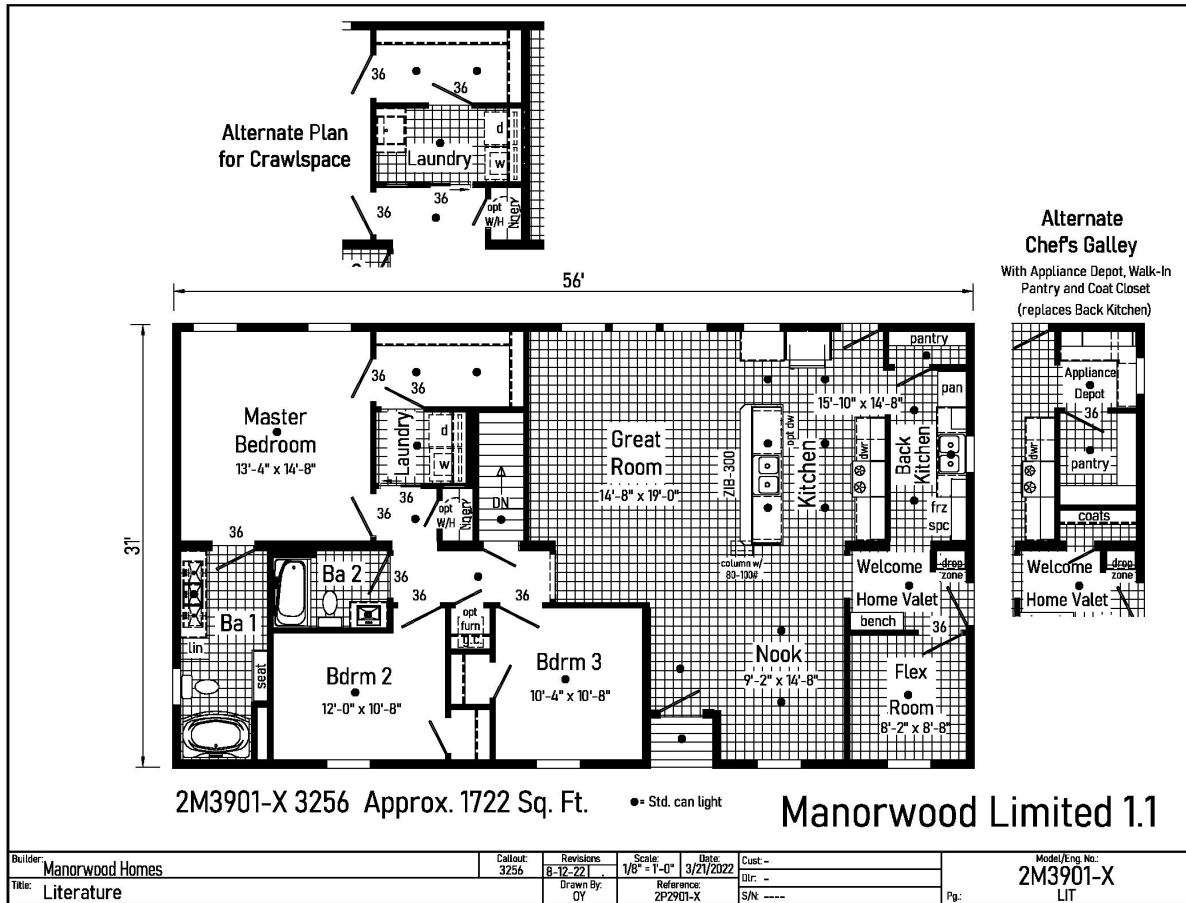 36
36
d
Laundry
w
36
36
opt
W/H
Linen
Alternate Plan
for Crawlspace
Alternate
Chef's Galley
With Appliance Depot, Walk-In
Pantry and Coat Closet
(replaces Back Kitchen)
56'
31'
Master
Bedroom
13'-4" x 14'-8"
36
36
Laundry
d
w
36
36
opt
W/H
Linen
DN
Great
Room
14'-8" x 19'-0"
ZIB-300
opt dw
Kitchen
15'-10" x 14'-8"
dwr
pantry
pan
Back
Kitchen
frz
spc
column w/
80-100#
Welcome
Home Valet
drop
zone
bench
36
36
Ba 1
lin
seat
Ba 2
36
36
opt
furn
g.c.
Bdrm 2
12'-0" x 10'-8"
Bdrm 3
10'-4" x 10'-8"
Nook
9'-2" x 14'-8"
Flex
Room
8'-2" x 8'-8"
Appliance
Depot
36
pantry
dwr
coats
Welcome
Home Valet
drop
zone
2M3901-X 3256 Approx. 1722 Sq. Ft.
●= Std. can light
Manorwood Limited 1.1
Builder: Manorwood Homes
Title: Literature
Callout:
3256
Revisions
8-12-22
Scale:
1/8" = 1'-0"
Date:
3/21/2022
Drawn By:
OY
Reference:
2P2901-X
Cust: -
Dlr: -
S/N: ----
Model/Eng. No.:
2M3901-X
Pg.: LIT